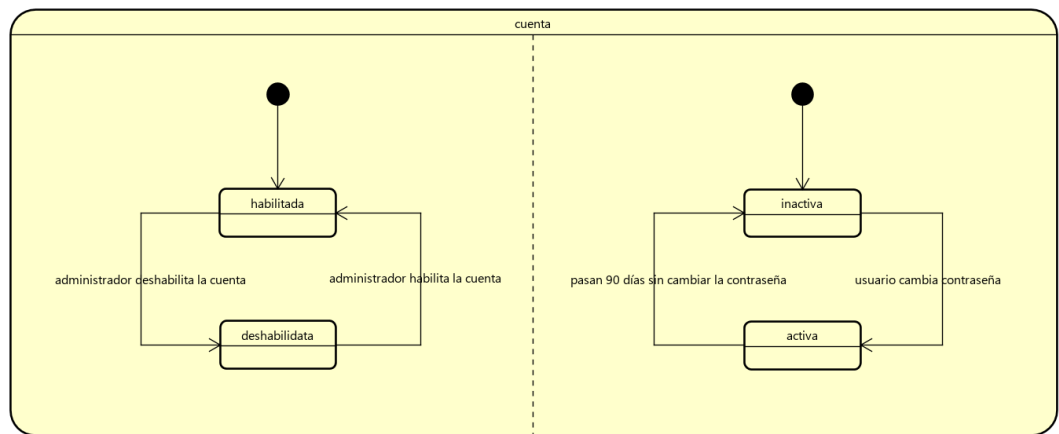 cuenta
habilitada
administrador deshabilita la cuenta
administrador habilita la cuenta
deshabilidata
inactiva
pasan 90 días sin cambiar la contraseña
usuario cambia contraseña
activa